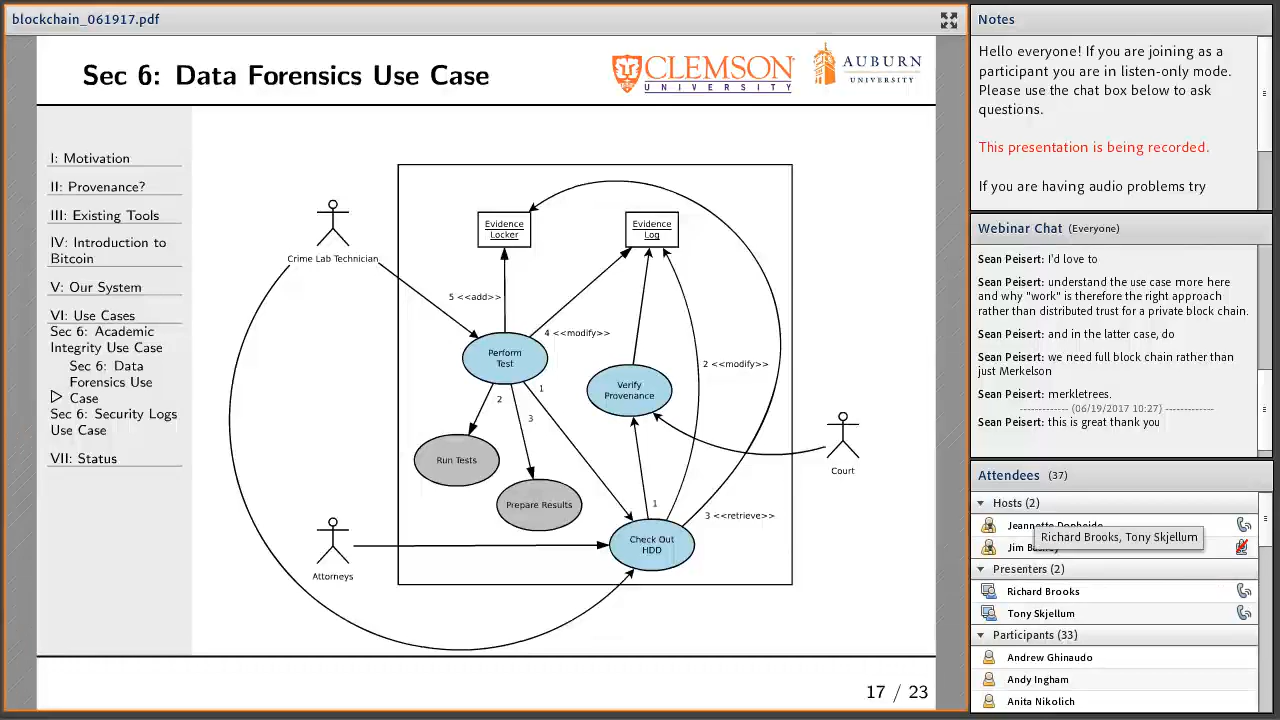 blockchain_061917.pdf
Sec 6: Data Forensics Use Case
CLEMSON
UNIVERSITY
AUBURN
UNIVERSITY
I: Motivation
II: Provenance?
III: Existing Tools
IV: Introduction to
Bitcoin
V: Our System
VI: Use Cases
Sec 6: Academic
Integrity Use Case
Sec 6: Data
Forensics Use
Case
Sec 6: Security Logs
Use Case
VII: Status
Crime Lab Technician
Evidence
Locker
Evidence
Log
5 <<add>>
4 <<modify>>
Perform
Test
2 <<modify>>
Verify
Provenance
1
2
3
Run Tests
Court
Prepare Results
1
3 <<retrieve>>
Check Out
HDD
Attorneys
17 / 23
Notes
Hello everyone! If you are joining as a
participant you are in listen-only mode.
Please use the chat box below to ask
questions.
This presentation is being recorded.
If you are having audio problems try
Webinar Chat (Everyone)
Sean Peisert: I'd love to
Sean Peisert: understand the use case more here
and why "work" is therefore the right approach
rather than distributed trust for a private block chain.
Sean Peisert: and in the latter case, do
Sean Peisert: we need full block chain rather than
just Merkelson
Sean Peisert: merkletrees.
------------- (06/19/2017 10:27) -------------
Sean Peisert: this is great thank you
Attendees (37)
Hosts (2)
Richard Brooks, Tony Skjellum
Jim
Presenters (2)
Richard Brooks
Tony Skjellum
Participants (33)
Andrew Ghinaudo
Andy Ingham
Anita Nikolich